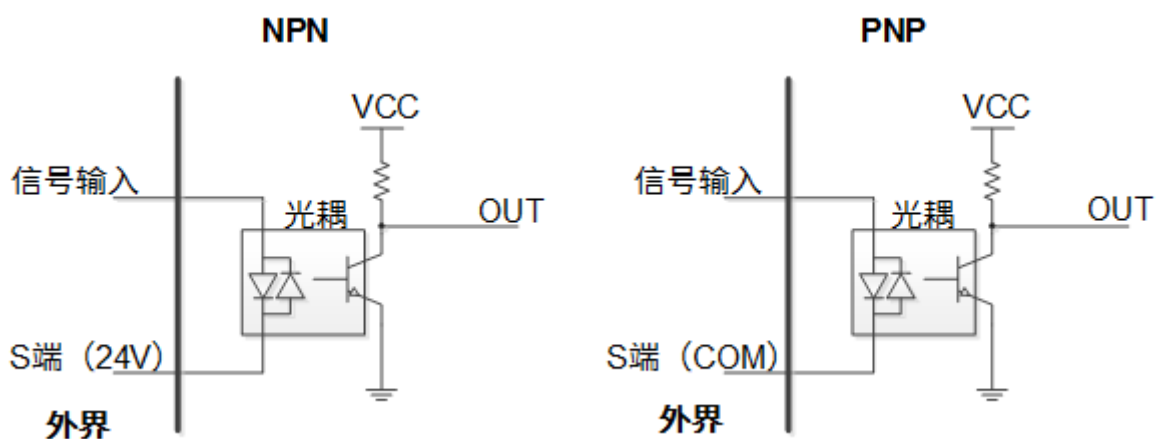 NPN
PNP
VCC
VCC
信号输入
光耦
OUT
信号输入
光耦
OUT
S端（24V）
S端（COM）
外界
外界